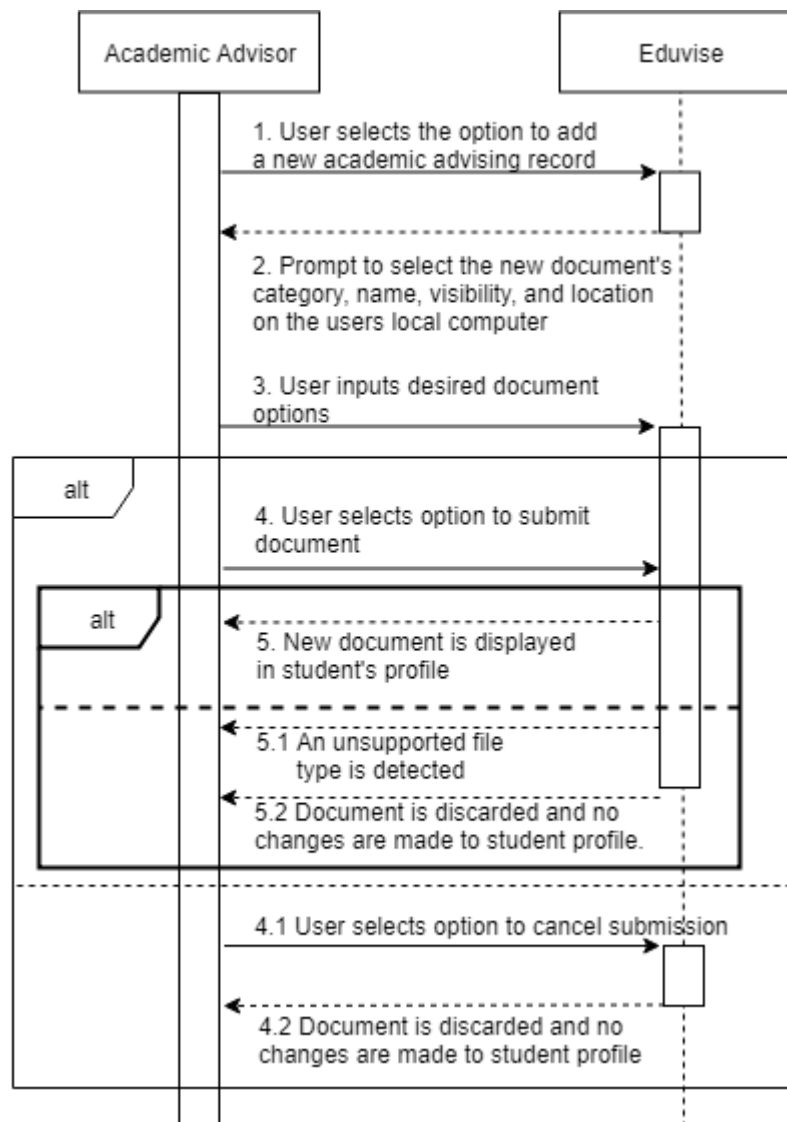 Academic Advisor
Eduvise
1. User selects the option to add
a new academic advising record
2. Prompt to select the new document's
category, name, visibility, and location
on the users local computer
3. User inputs desired document
options
alt
4. User selects option to submit
document
alt
5. New document is displayed
in student's profile
5.1 An unsupported file
type is detected
5.2 Document is discarded and no
changes are made to student profile.
4.1 User selects option to cancel submission
4.2 Document is discarded and no
changes are made to student profile